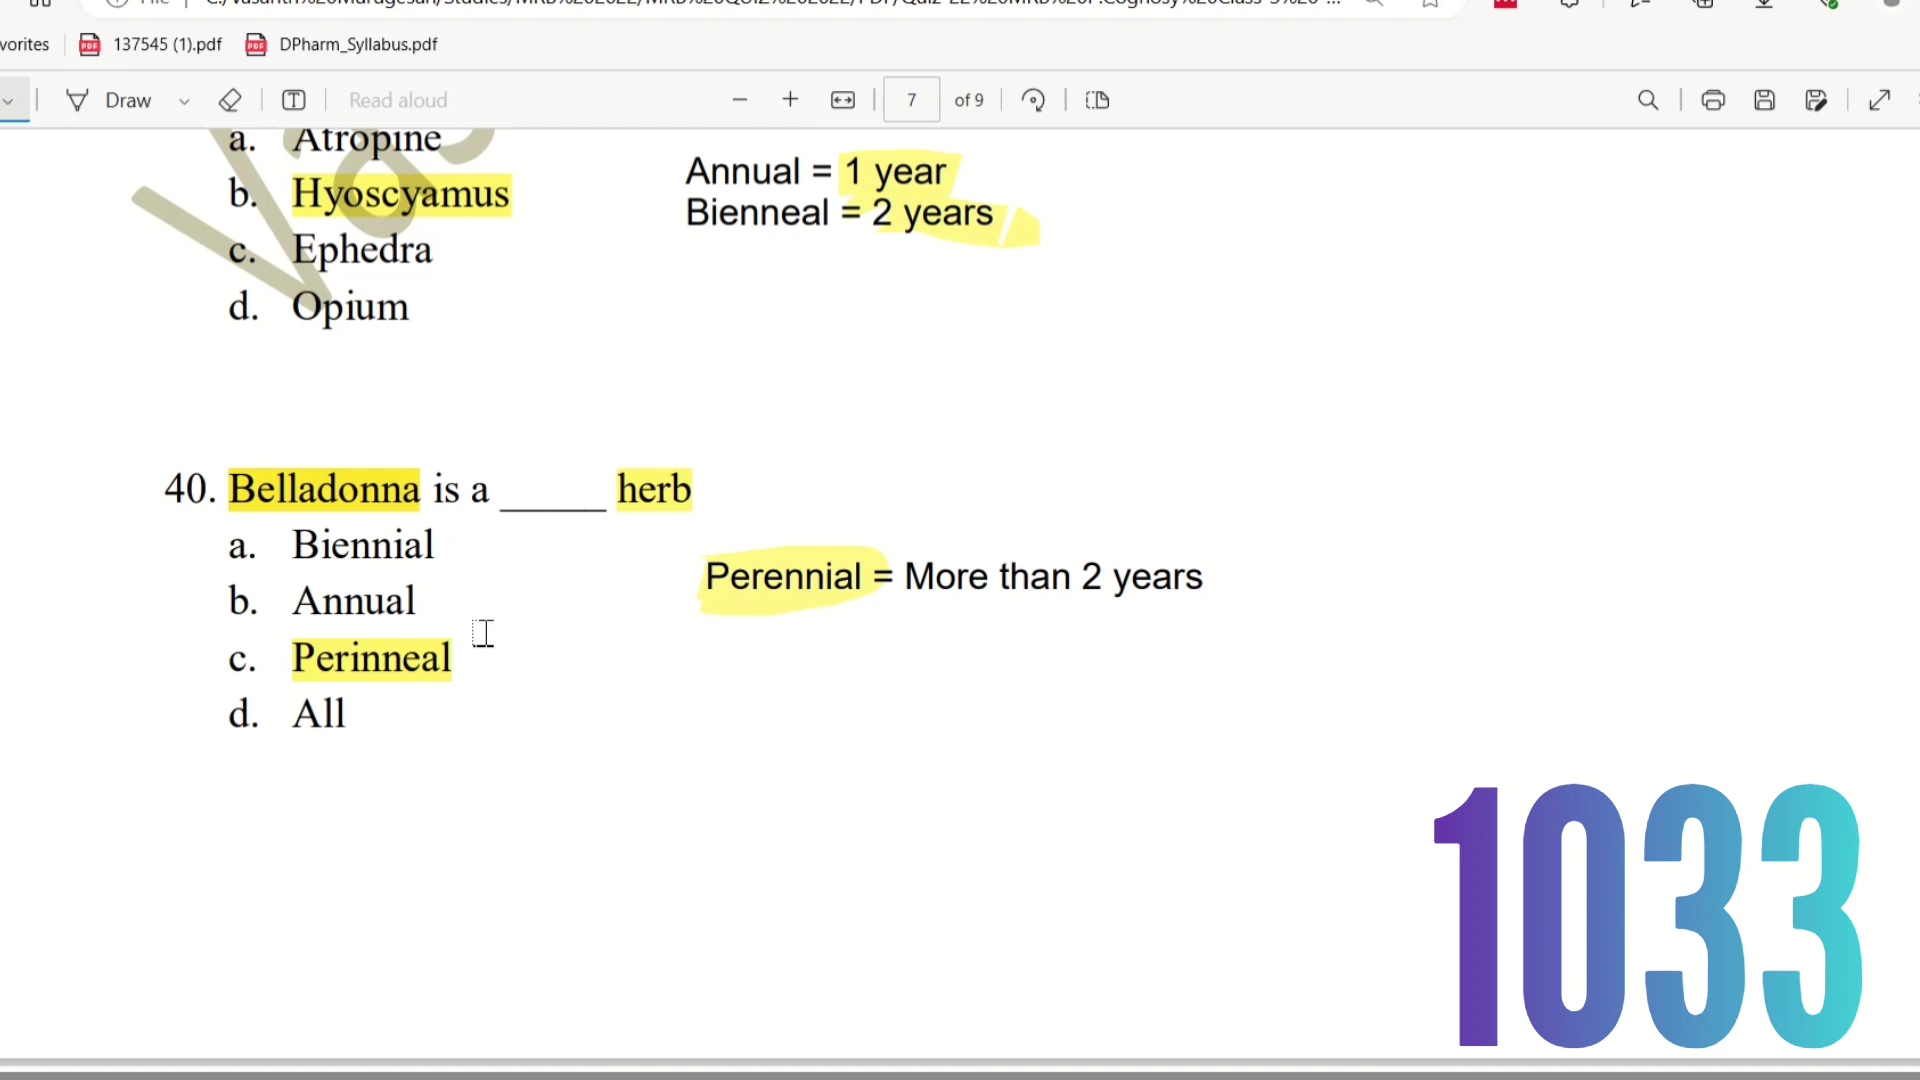 vorites
137545 (1).pdf
DPharm_Syllabus.pdf
Draw
Read aloud
7
of 9
a. Atropine
b. Hyoscyamus
c. Ephedra
d. Opium
Annual = 1 year
Bienneal = 2 years
40. Belladonna is a _____ herb
a. Biennial
b. Annual
c. Perinneal
d. All
Perennial = More than 2 years
1033